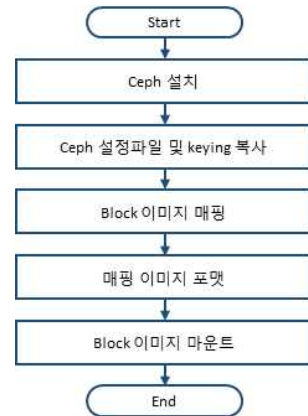 Start
Ceph 설치
Ceph 설정파일 및 keying 복사
Block 이미지 매핑
매핑 이미지 포맷
Block 이미지 마운트
End